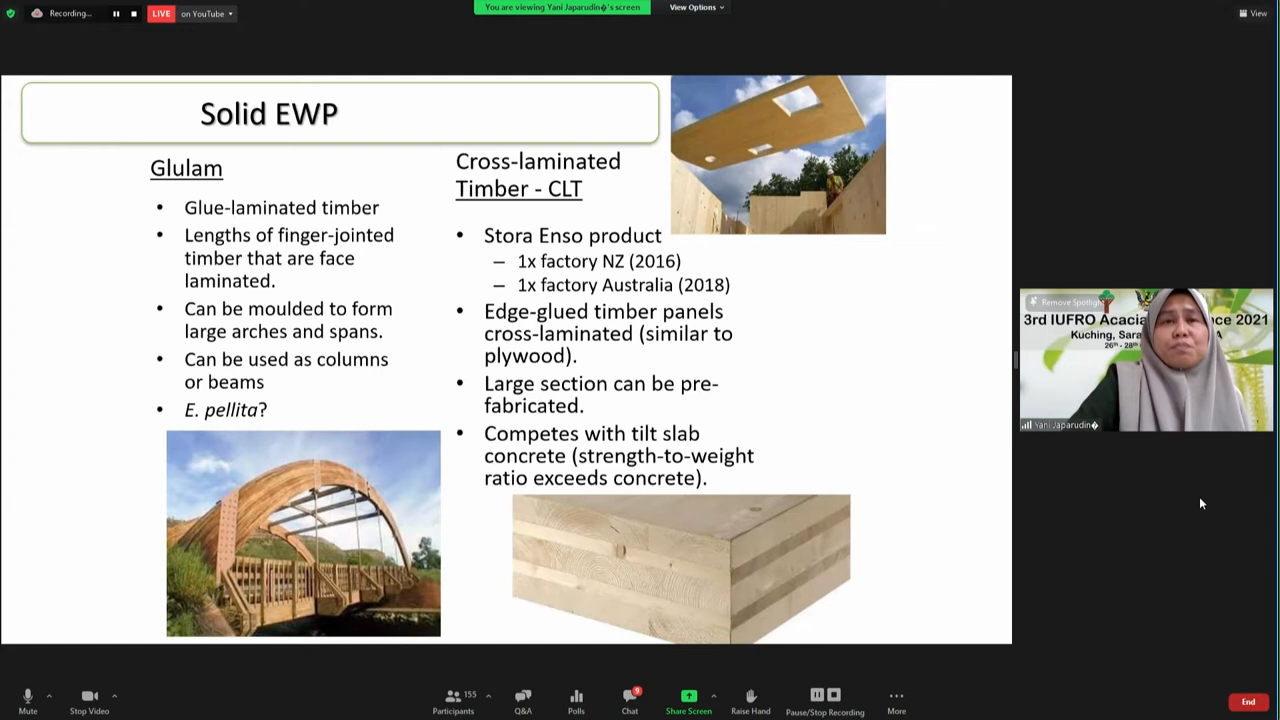 Recording...
LIVE
on YouTube
You are viewing Yani Japarudin�'s screen
View Options
View
Solid EWP
Glulam
• Glue-laminated timber
• Lengths of finger-jointed
timber that are face
laminated.
• Can be moulded to form
large arches and spans.
• Can be used as columns
or beams
• E. pellita?
Cross-laminated
Timber - CLT
• Stora Enso product
– 1x factory NZ (2016)
– 1x factory Australia (2018)
• Edge-glued timber panels
cross-laminated (similar to
plywood).
• Large section can be pre-
fabricated.
• Competes with tilt slab
concrete (strength-to-weight
ratio exceeds concrete).
Remove Spotlight
3rd IUFRO Acacia nce 2021
Kuching, Sara A
26th - 28th
Yani Japarudin�
Mute
Stop Video
155
Participants
Q&A
Polls
9
Chat
Share Screen
Raise Hand
Pause/Stop Recording
More
End